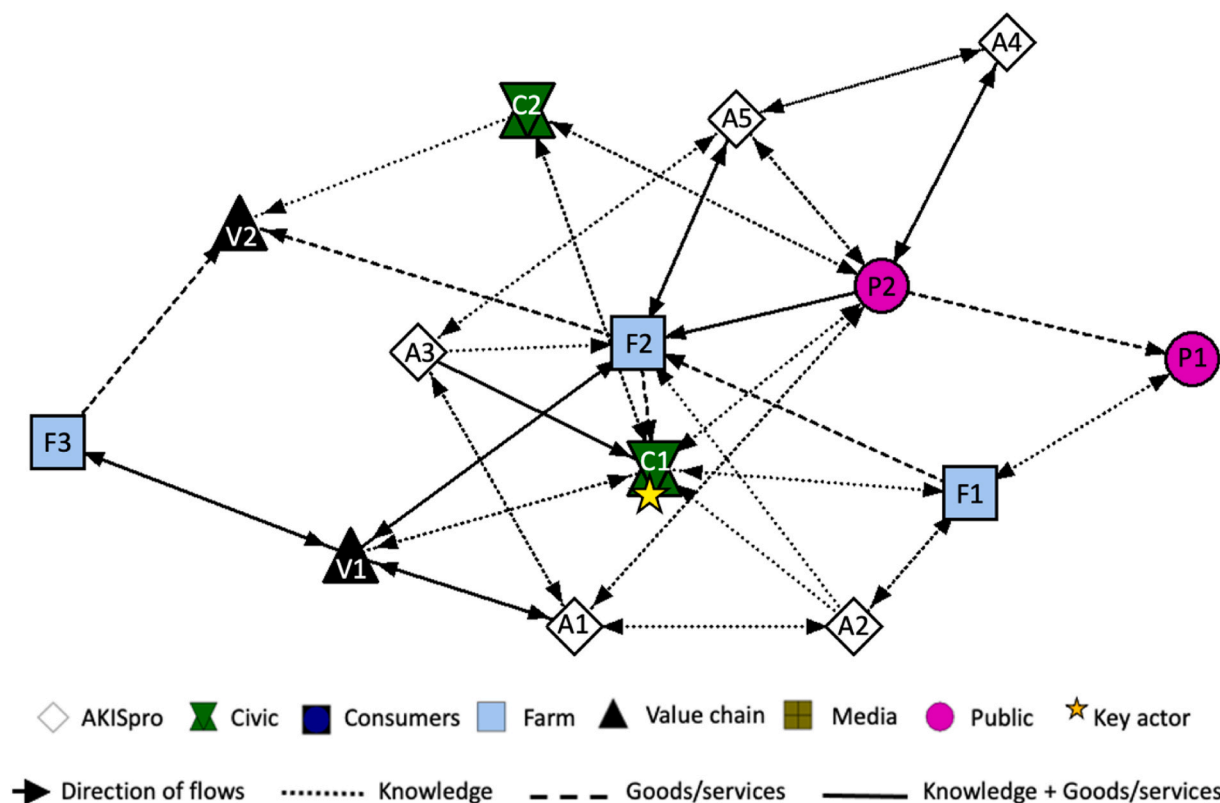 A4
C2
A5
V2
P2
F2
A3
P1
F3
C1
F1
V1
A1
A2
AKISpro Civic Consumers Farm Value chain Media Public Key actor
Direction of flows Knowledge Goods/services Knowledge + Goods/services